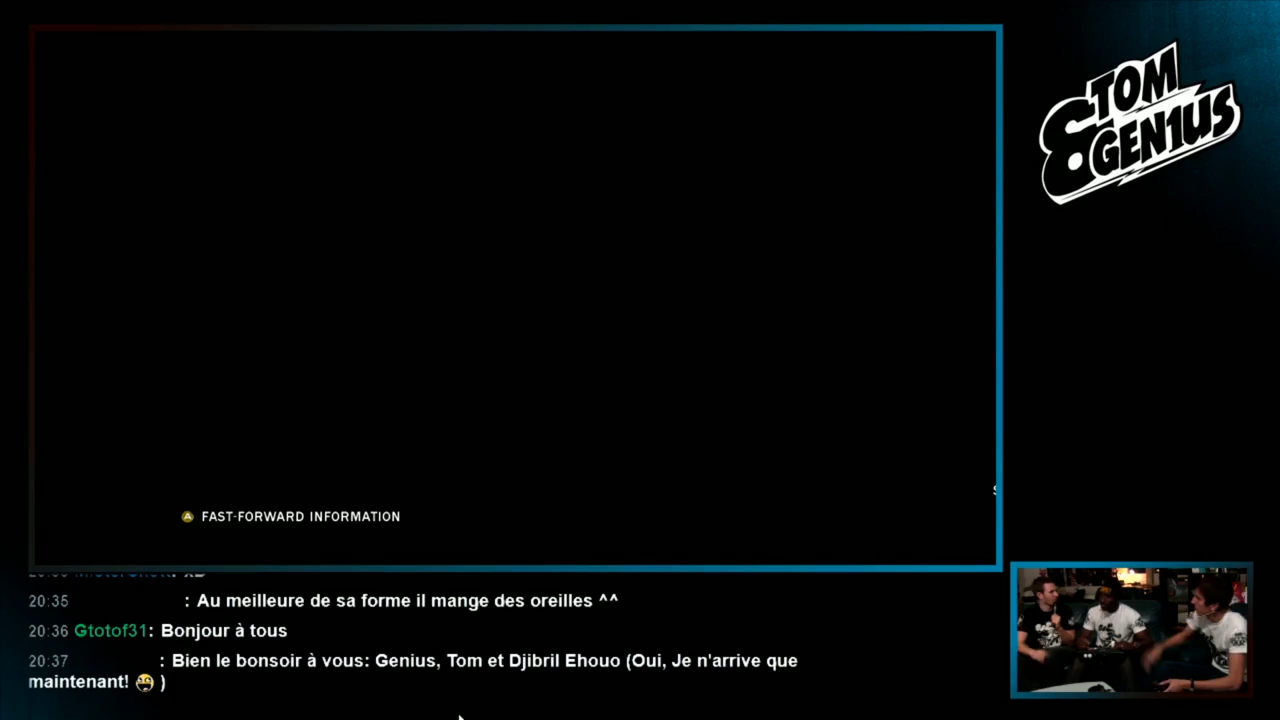 TOM
&GEN1US
S
Ⓐ FAST-FORWARD INFORMATION
20:35 : Au meilleure de sa forme il mange des oreilles ^^
20:36 Gtotof31: Bonjour à tous
20:37 : Bien le bonsoir à vous: Genius, Tom et Djibril Ehouo (Oui, Je n'arrive que
maintenant! )